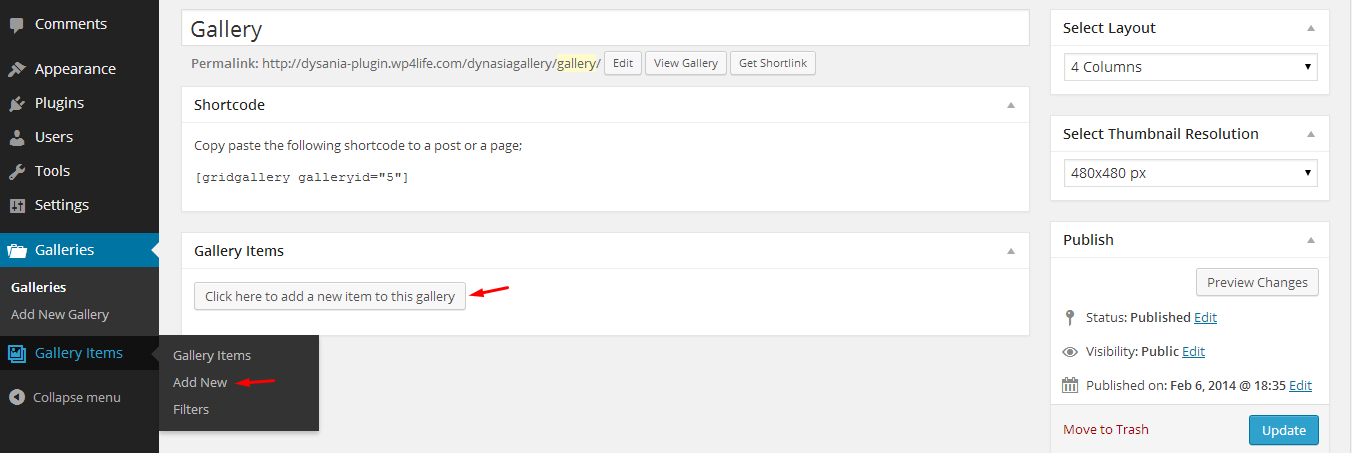 Comments
Appearance
Plugins
Users
Tools
Settings
Galleries
Galleries
Add New Gallery
Gallery Items
Collapse menu
Gallery Items
Add New
Filters
Gallery
Permalink: http://dysania-plugin.wp4life.com/dynasiagallery/gallery/ Edit View Gallery Get Shortlink
Shortcode
Copy paste the following shortcode to a post or a page;
[gridgallery galleryid="5"]
Gallery Items
Click here to add a new item to this gallery
Select Layout
4 Columns
Select Thumbnail Resolution
480x480 px
Publish
Preview Changes
Status: Published Edit
Visibility: Public Edit
Published on: Feb 6, 2014 @ 18:35 Edit
Move to Trash Update